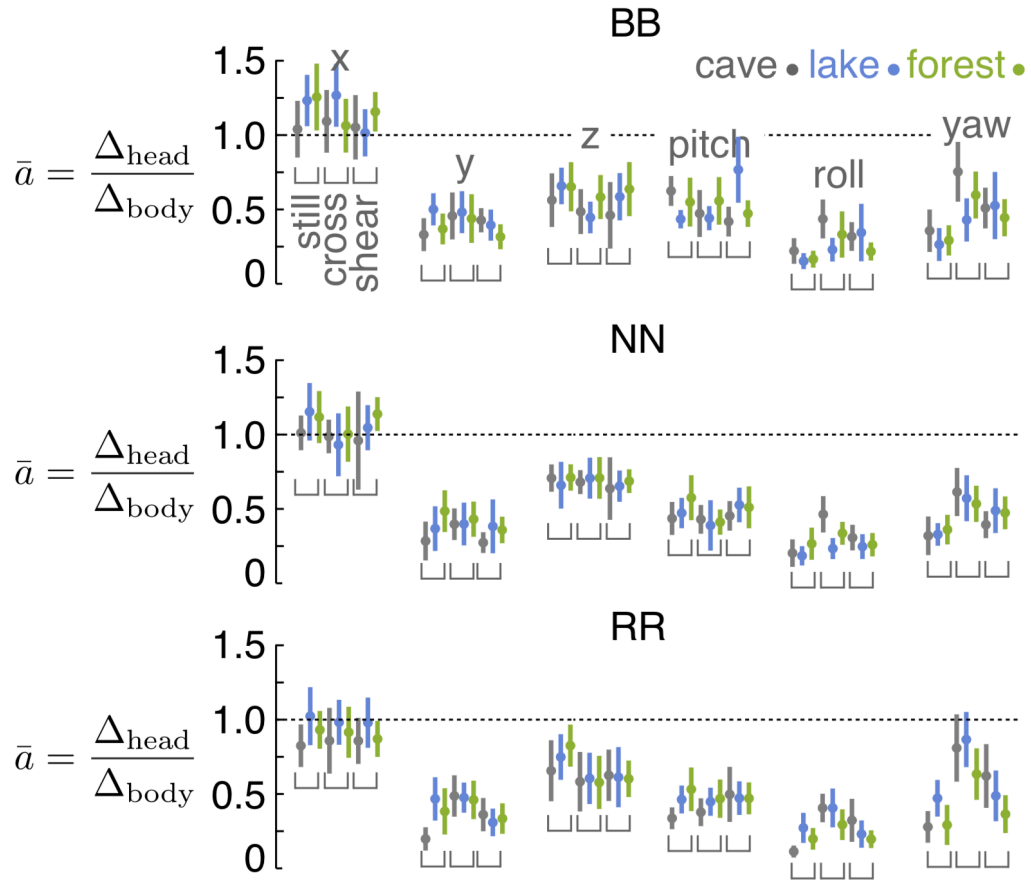 BB
cave • lake • forest •
1.5
x
1.0
yaw
z
pitch
y
roll
ā = Δhead / Δbody
0.5
0
still
cross
shear
NN
1.5
1.0
ā = Δhead / Δbody
0.5
0
RR
1.5
1.0
ā = Δhead / Δbody
0.5
0